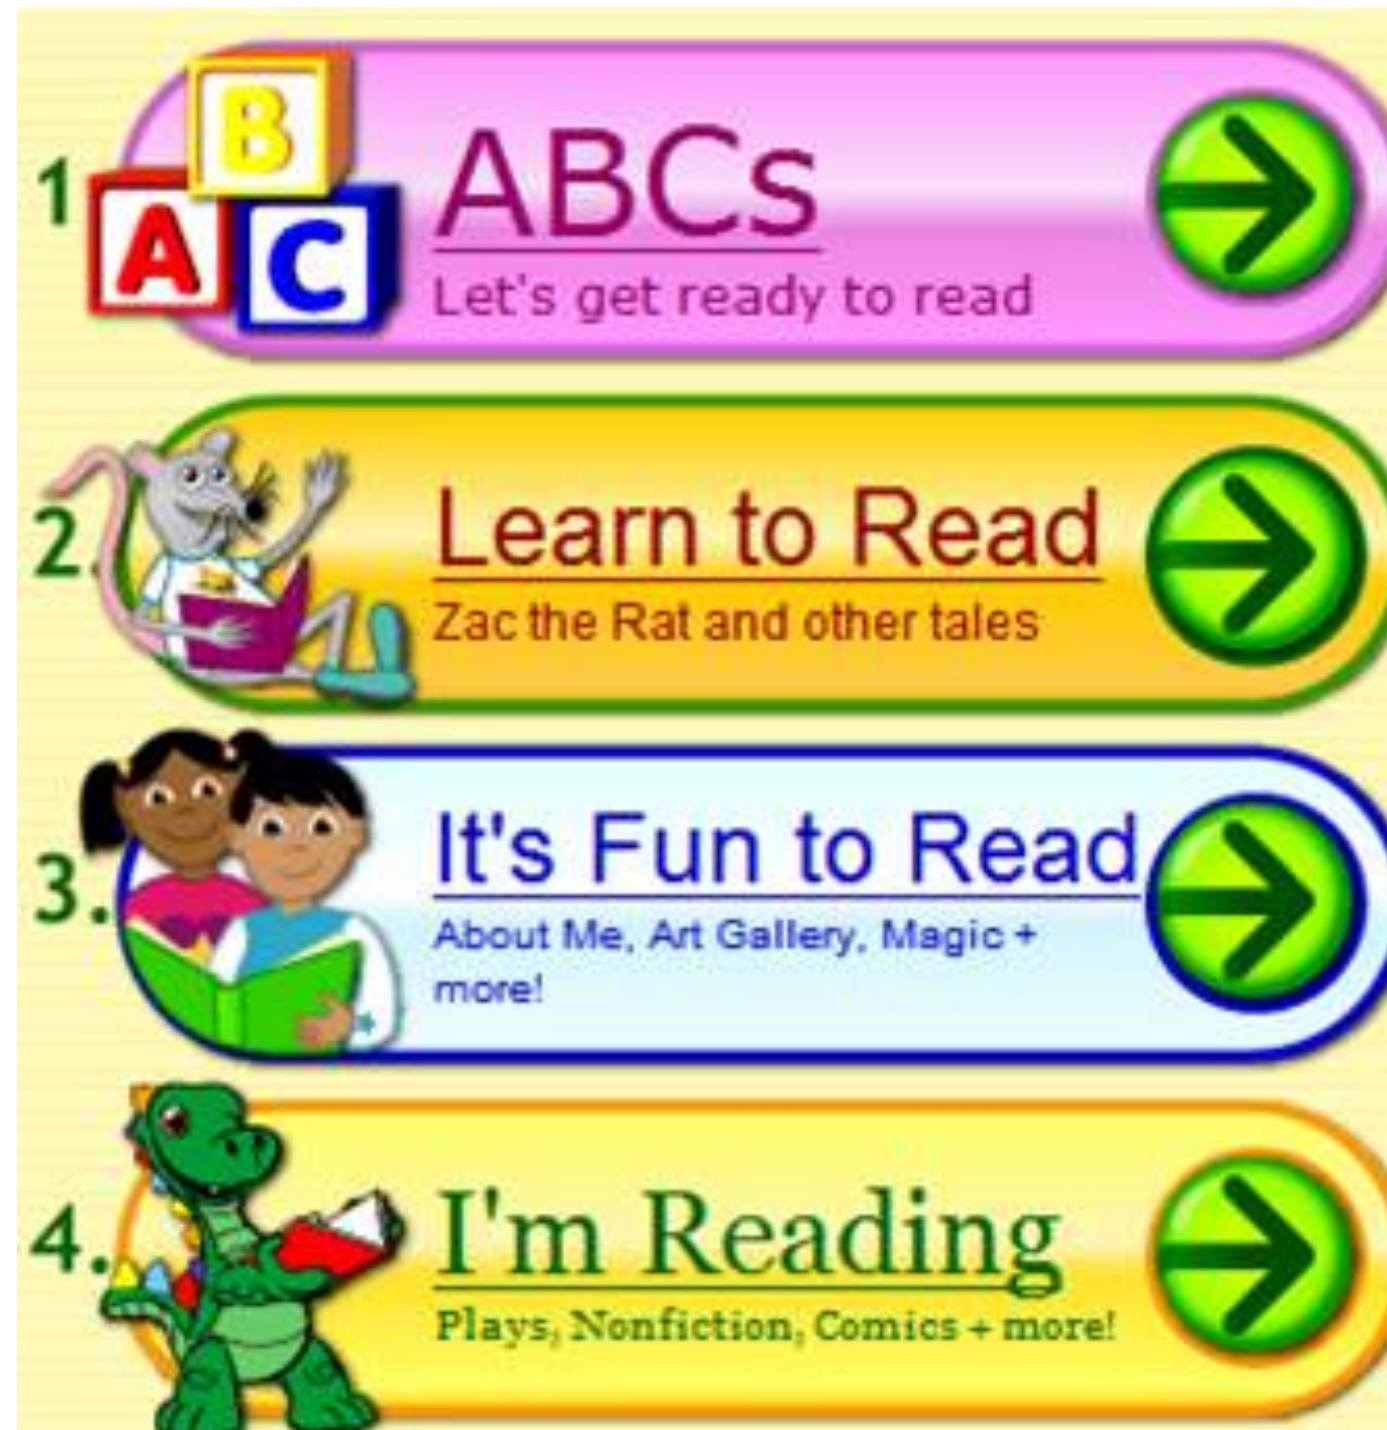 1
B
A C
ABCs
Let's get ready to read
2.
Learn to Read
Zac the Rat and other tales
3.
It's Fun to Read
About Me, Art Gallery, Magic +
more!
4.
I'm Reading
Plays, Nonfiction, Comics + more!